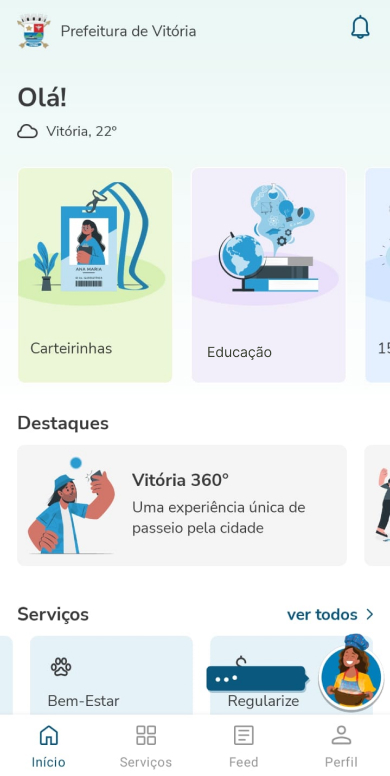 Prefeitura de Vitória
Olá!
Vitória, 22°
ANA MARIA
Carteirinhas
Educação
15
Destaques
Vitória 360°
Uma experiência única de
passeio pela cidade
Serviços
ver todos
Bem-Estar
Regularize
Início
Serviços
Feed
Perfil